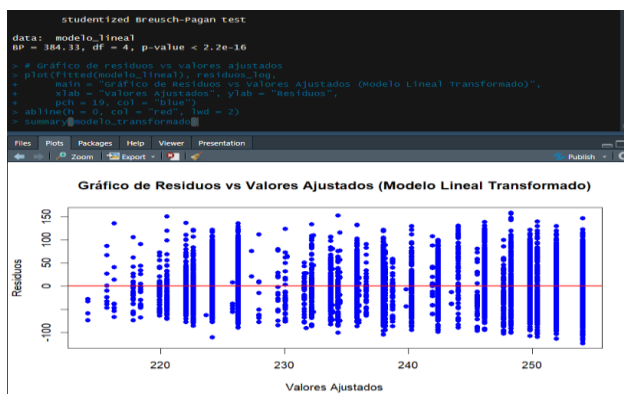 studentized Breusch-Pagan test
data:  modelo_lineal
BP = 384.33, df = 4, p-value < 2.2e-16
> # Gráfico de residuos vs valores ajustados
> plot(fitted(modelo_lineal), residuos_log,
+ main = "Gráfico de Residuos vs Valores Ajustados (Modelo Lineal Transformado)",
+ xlab = "Valores Ajustados", ylab = "Residuos",
+ pch = 19, col = "blue")
> abline(h = 0, col = "red", lwd = 2)
> summary(modelo_transformado)
Files Plots Packages Help Viewer Presentation
Zoom Export Publish
Gráfico de Residuos vs Valores Ajustados (Modelo Lineal Transformado)
Residuos
150
100
50
0
-100
220 230 240 250
Valores Ajustados